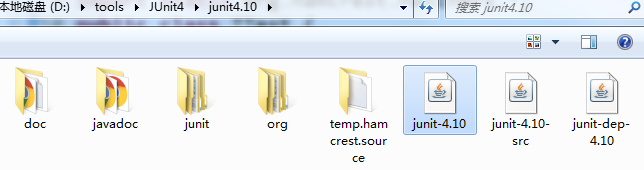 本地磁盘 (D:) ▸ tools ▸ JUnit4 ▸ junit4.10 ▸
搜索 junit4.10
doc
javadoc
junit
org
temp.ham
crest.sour
ce
junit-4.10
junit-4.10-
src
junit-dep-
4.10